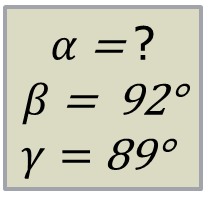 α = ?
β = 92°
γ = 89°